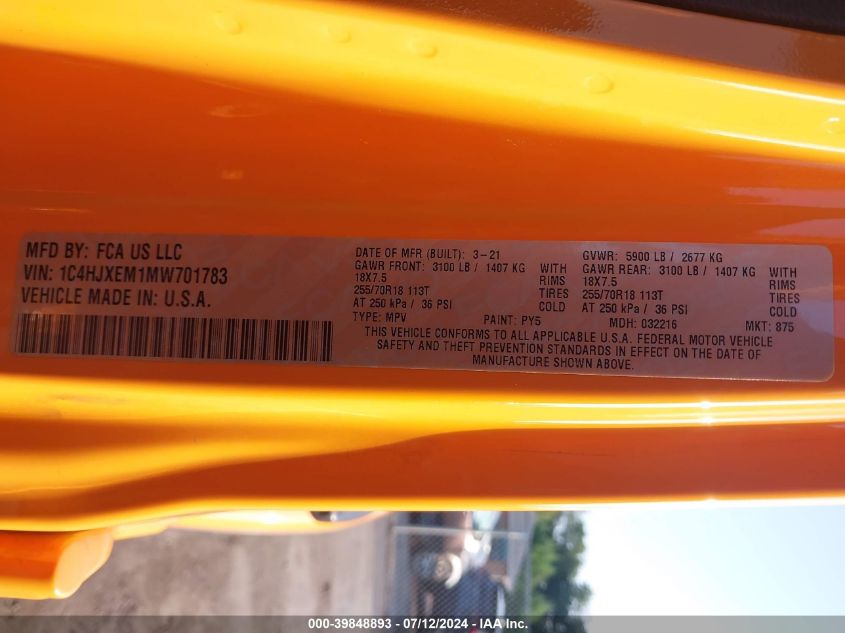 MFD BY: FCA US LLC
VIN: 1C4HJXEM1MW701783
VEHICLE MADE IN: U.S.A.
DATE OF MFR (BUILT): 3-21
GAWR FRONT: 3100 LB / 1407 KG WITH
18X7.5 RIMS
255/70R18 113T TIRES
AT 250 kPa / 36 PSI COLD
TYPE: MPV PAINT: PY5
GVWR: 5900 LB / 2677 KG
GAWR REAR: 3100 LB / 1407 KG WITH
18X7.5 RIMS
255/70R18 113T TIRES
AT 250 kPa / 36 PSI COLD
MDH: 032216 MKT: 875
THIS VEHICLE CONFORMS TO ALL APPLICABLE U.S.A. FEDERAL MOTOR VEHICLE
SAFETY AND THEFT PREVENTION STANDARDS IN EFFECT ON THE DATE OF
MANUFACTURE SHOWN ABOVE.
000-39848893 - 07/12/2024 - IAA Inc.